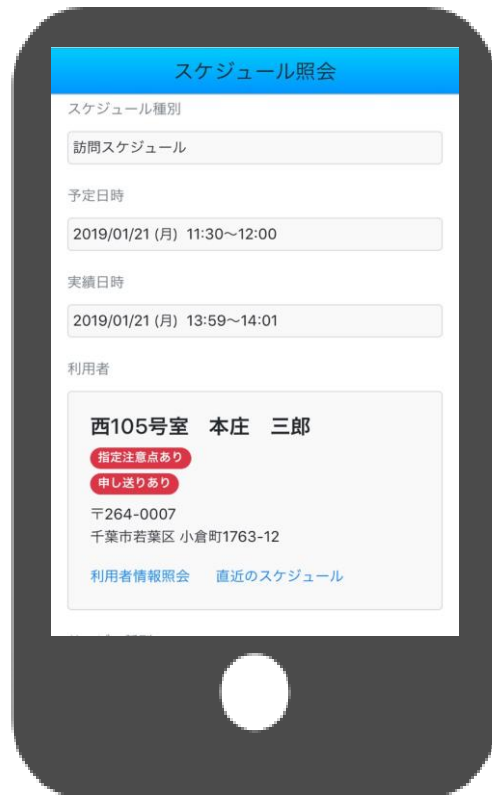 スケジュール照会
スケジュール種別
訪問スケジュール
予定日時
2019/01/21 (月) 11:30〜12:00
実績日時
2019/01/21 (月) 13:59〜14:01
利用者
西105号室　本庄　三郎
指定注意点あり
申し送りあり
〒264-0007
千葉市若葉区 小倉町1763-12
利用者情報照会　直近のスケジュール